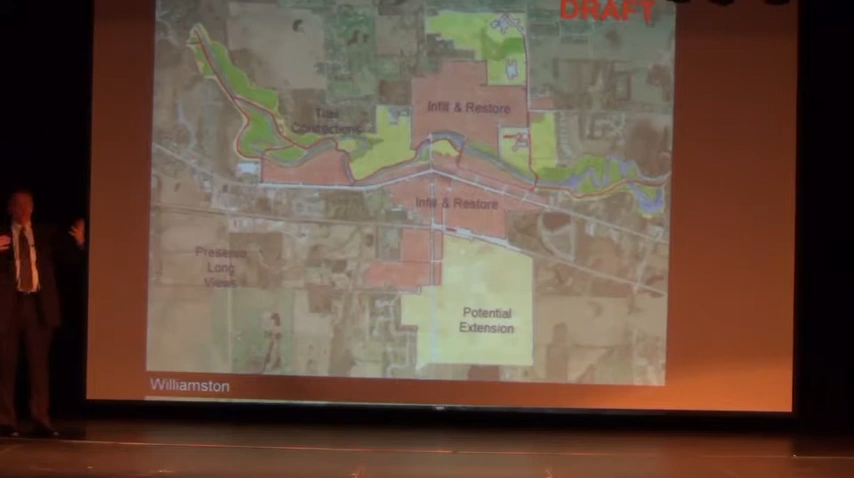 DRAFT
Infill & Restore
Trail
Connections
Infill & Restore
Preserve
Long
Views
Potential
Extension
Williamston